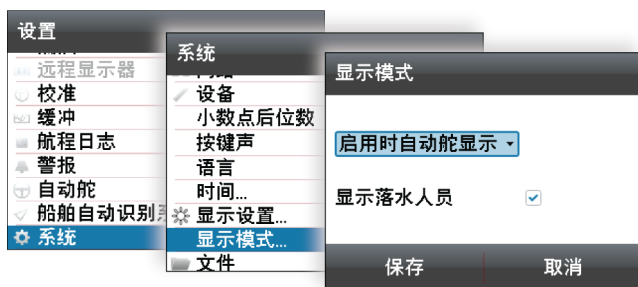 设置
远程显示器
校准
缓冲
航程日志
警报
自动舵
船舶自动识别
系统
系统
网络
设备
小数点后位数
按键声
语言
时间...
显示设置...
显示模式...
文件
显示模式
启用时自动舵显示
显示落水人员
保存
取消